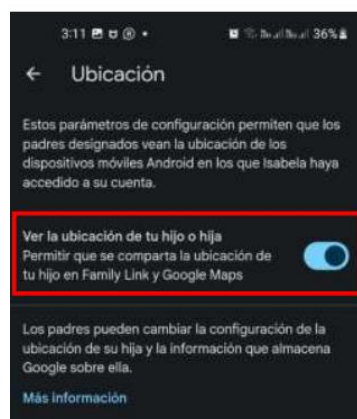 3:11
36%
Ubicación
Estos parámetros de configuración permiten que los
padres designados vean la ubicación de los
dispositivos móviles Android en los que Isabela haya
accedido a su cuenta.
Ver la ubicación de tu hijo o hija
Permitir que se comparta la ubicación de
tu hijo en Family Link y Google Maps
Los padres pueden cambiar la configuración de la
ubicación de su hija y la información que almacena
Google sobre ella.
Más información